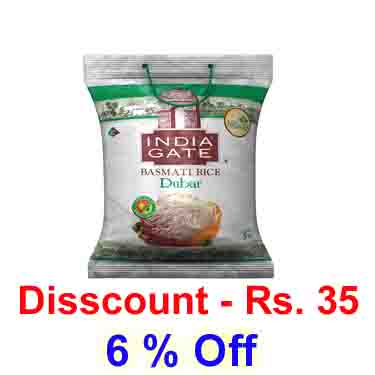 INDIA
GATE
BASMATI RICE
Dubar
Disscount - Rs. 35
6 % Off